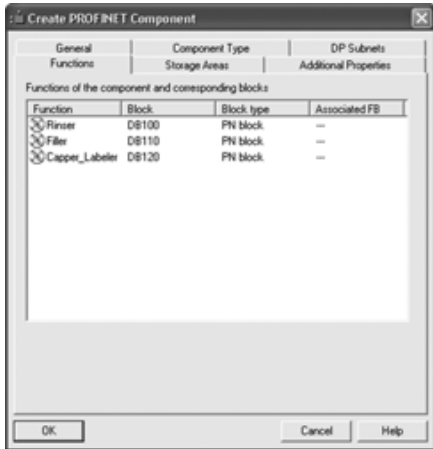 Create PROFINET Component
General Component Type DP Subnets
Functions Storage Areas Additional Properties
Functions of the component and corresponding blocks
Function Block Block type Associated FB
Rinser DB100 PN block ---
Filler DB110 PN block ---
Capper_Labeler DB120 PN block ---
OK Cancel Help